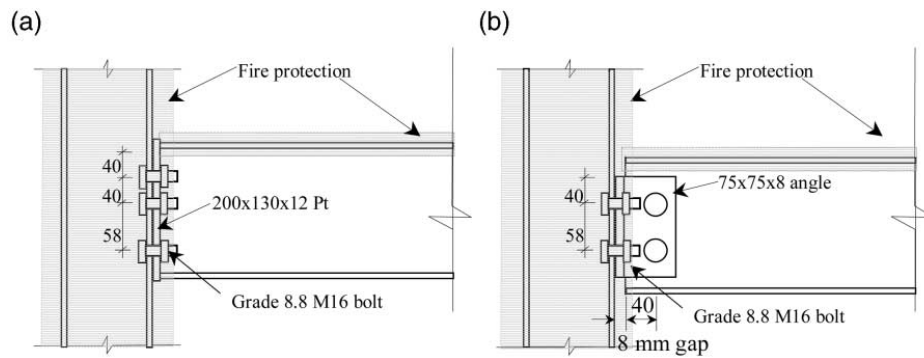 (a)
Fire protection
40
40
58
200x130x12 Pt
Grade 8.8 M16 bolt
(b)
Fire protection
75x75x8 angle
40
58
40
Grade 8.8 M16 bolt
8 mm gap